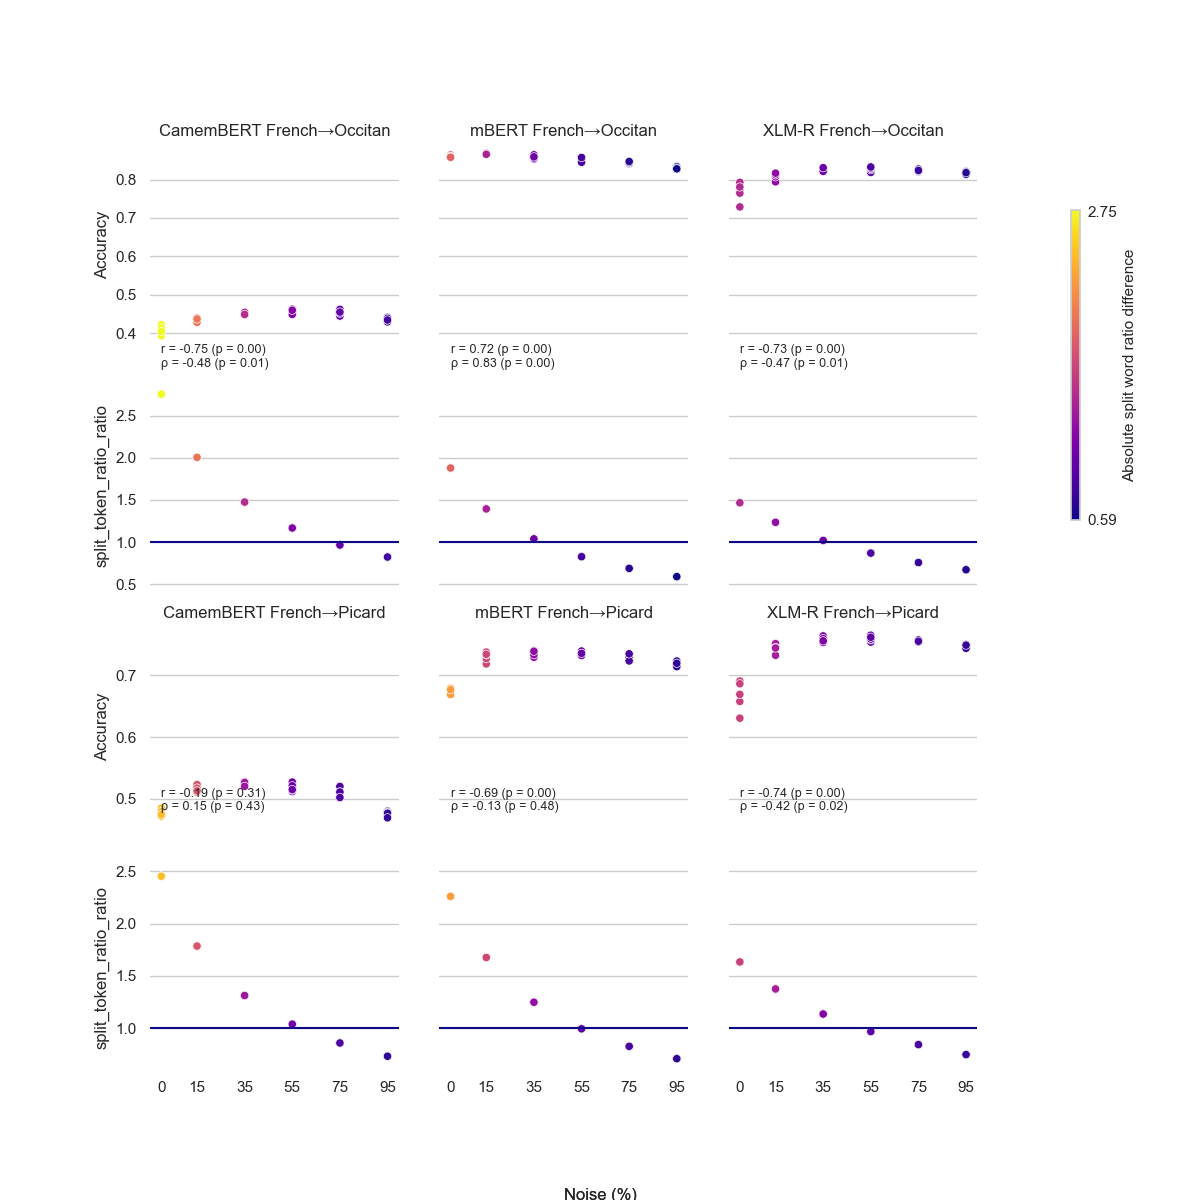 CamemBERT French→Occitan
mBERT French→Occitan
XLM-R French→Occitan
Accuracy
0.8
0.7
0.6
0.5
0.4
r = -0.75 (p = 0.00)
ρ = -0.48 (p = 0.01)
r = 0.72 (p = 0.00)
ρ = 0.83 (p = 0.00)
r = -0.73 (p = 0.00)
ρ = -0.47 (p = 0.01)
split_token_ratio_ratio
2.5
2.0
1.5
1.0
0.5
2.75
0.59
Absolute split word ratio difference
CamemBERT French→Picard
mBERT French→Picard
XLM-R French→Picard
Accuracy
0.7
0.6
0.5
r = -0.19 (p = 0.31)
ρ = 0.15 (p = 0.43)
r = -0.69 (p = 0.00)
ρ = -0.13 (p = 0.48)
r = -0.74 (p = 0.00)
ρ = -0.42 (p = 0.02)
split_token_ratio_ratio
2.5
2.0
1.5
1.0
0 15 35 55 75 95
0 15 35 55 75 95
0 15 35 55 75 95
Noise (%)